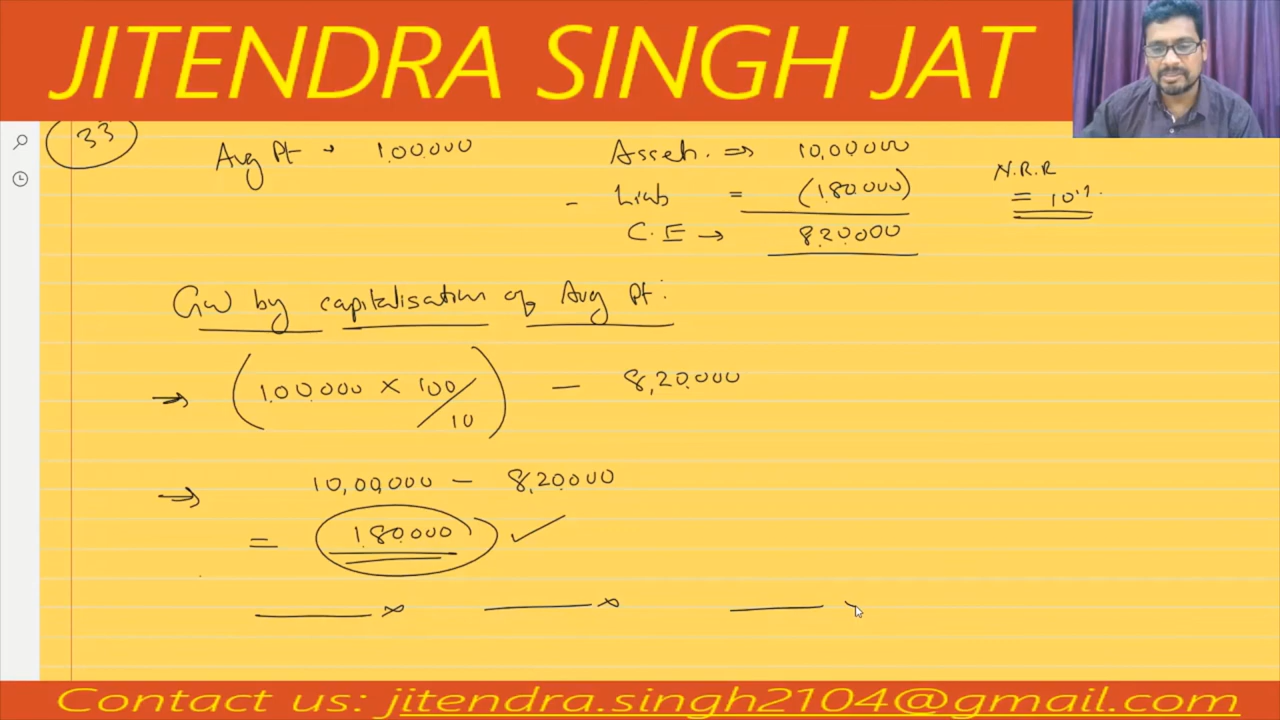 JITENDRA SINGH JAT
33
Avg Pt → 1,00,000
Assets. ⇒ 10,00,000
- Liab = (1,80,000)
C.E → 8,20,000
N.R.R
= 10%.
GW by capitalisation of Avg Pt:
→ (1,00,000 × 100/10) — 8,20,000
→ 10,00,000 — 8,20,000
= 1,80,000 ✓
Contact us: jitendra.singh2104@gmail.com